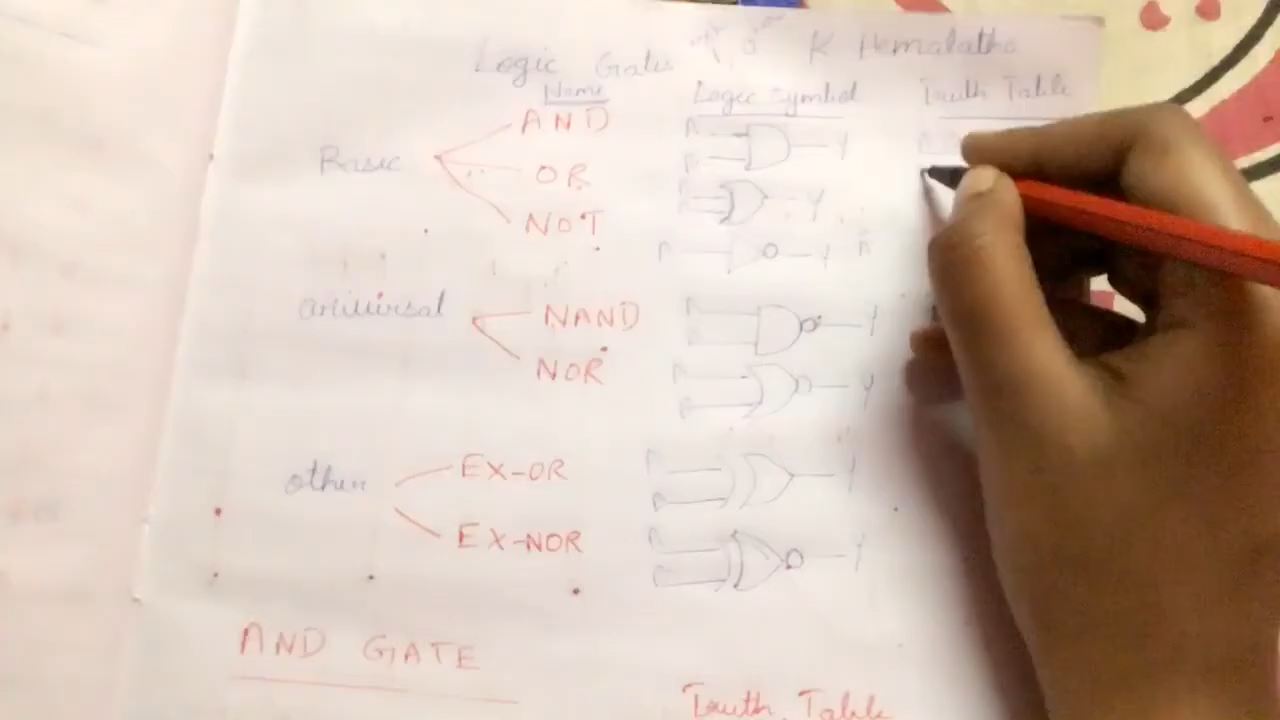 Logic Gates K Hemalatha
Name Logic symbol Truth Table
Basic
AND
OR
NOT
A Y
universal
NAND
NOR
other
EX-OR
EX-NOR
AND GATE
Truth Table